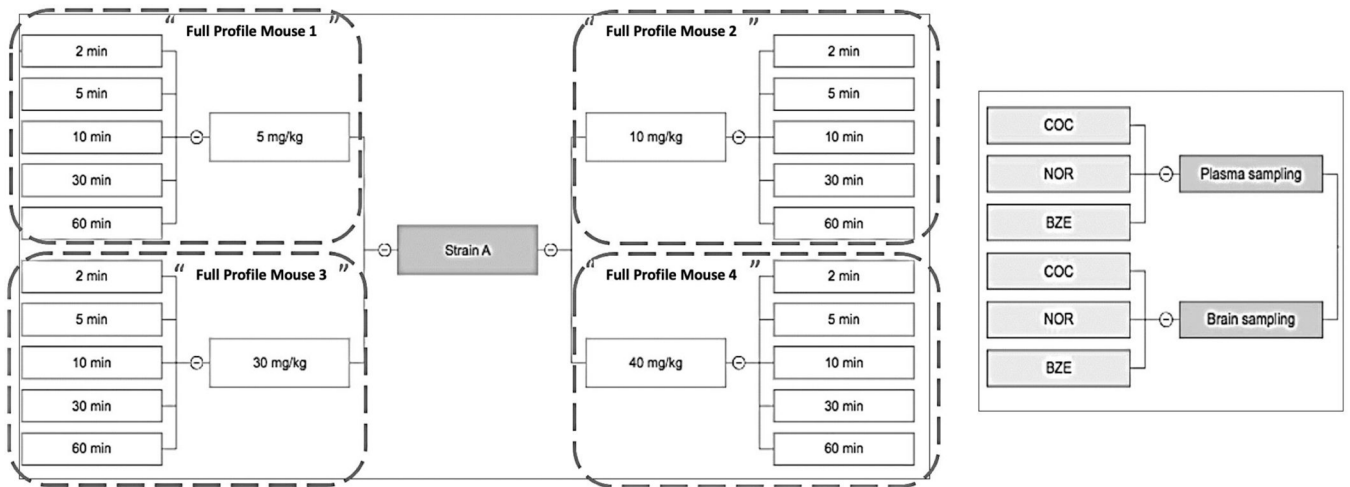 “ Full Profile Mouse 1 ”
2 min
5 min
10 min
30 min
60 min
5 mg/kg
“ Full Profile Mouse 2 ”
10 mg/kg
2 min
5 min
10 min
30 min
60 min
Strain A
“ Full Profile Mouse 3 ”
2 min
5 min
10 min
30 min
60 min
30 mg/kg
“ Full Profile Mouse 4 ”
40 mg/kg
2 min
5 min
10 min
30 min
60 min
COC
NOR
BZE
Plasma sampling
COC
NOR
BZE
Brain sampling